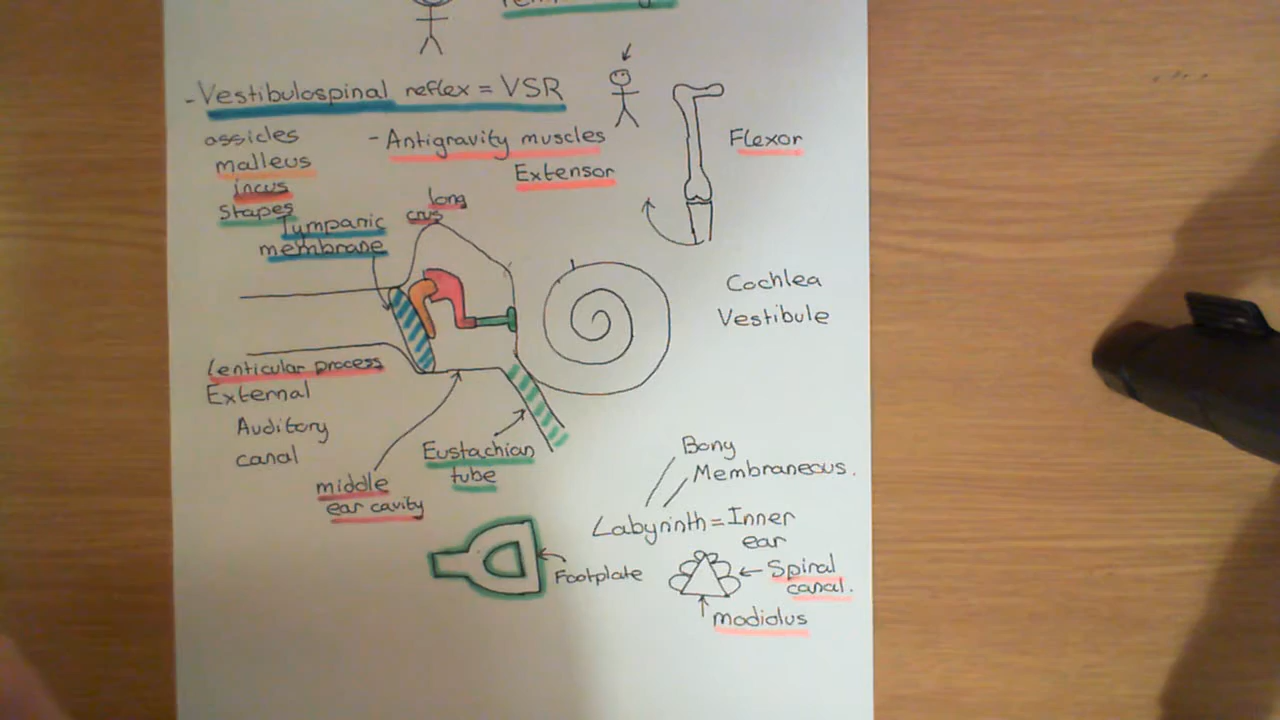 - Vestibulospinal reflex = VSR
assicles
malleus
incus
Stapes
- Antigravity muscles
Extensor
Flexor
long
crus
Tympanic
membrane
Cochlea
Vestibule
Lenticular process
External
Auditory
canal
middle
ear cavity
Eustachian
tube
Bony
Membraneous.
Labyrinth = Inner
ear
Footplate
Spiral
canal.
modiolus